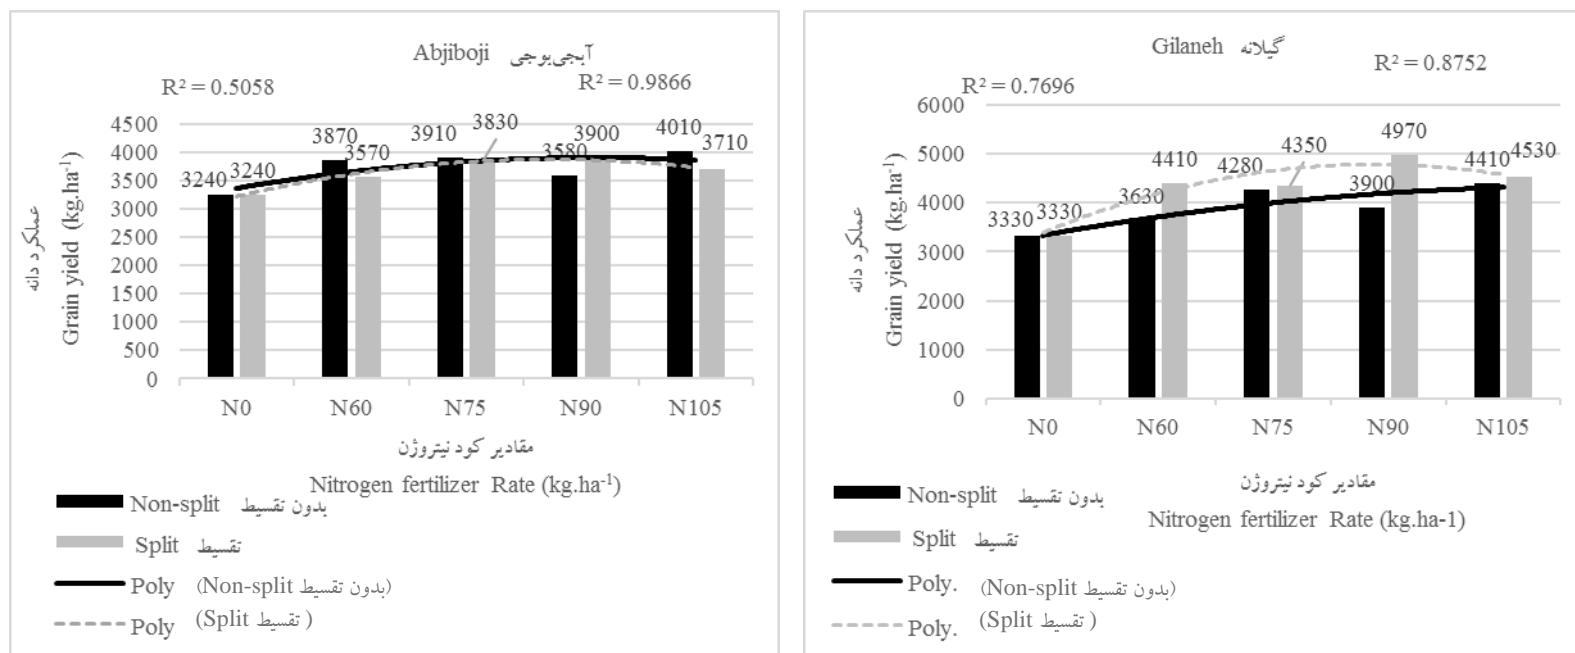 آبجی‌بوجی Abjiboji
R² = 0.5058
R² = 0.9866
4500
4000
3500
3000
2500
2000
1500
1000
500
0
3240
3240
3870
3570
3910
3830
3580
3900
4010
3710
عملکرد دانه
Grain yield (kg.ha⁻¹)
N0 N60 N75 N90 N105
مقادیر کود نیتروژن
Nitrogen fertilizer Rate (kg.ha⁻¹)
Non-split بدون تقسیط
Split تقسیط
Poly (Non-split بدون تقسیط)
Poly (Split تقسیط )
گیلانه Gilaneh
R² = 0.7696
R² = 0.8752
6000
5000
4000
3000
2000
1000
0
3330
3330
3630
4410
4280
4350
3900
4970
4410
4530
عملکرد دانه
Grain yield (kg.ha⁻¹)
N0 N60 N75 N90 N105
مقادیر کود نیتروژن
Nitrogen fertilizer Rate (kg.ha-1)
Non-split بدون تقسیط
Split تقسیط
Poly. (Non-split بدون تقسیط)
Poly. (Split تقسیط )